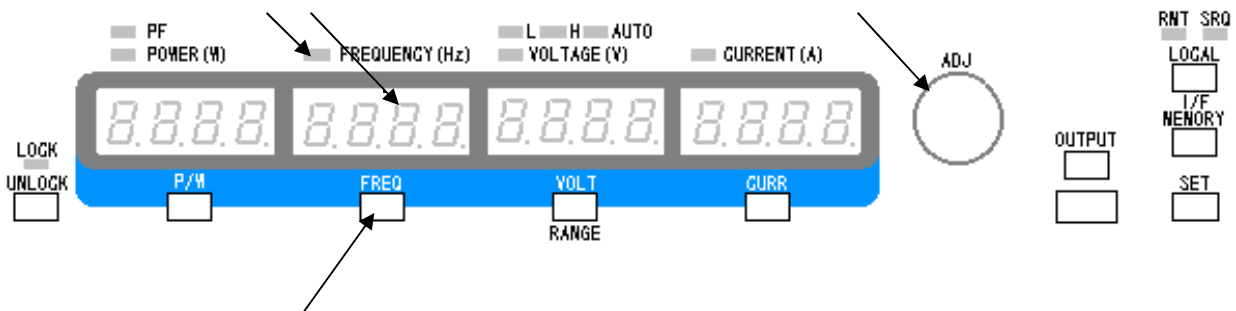 PF
POWER(W)
FREQUENCY(Hz)
L H AUTO
VOLTAGE(V)
CURRENT(A)
ADJ
RMT SRQ
LOCAL
I/F
MEMORY
OUTPUT
SET
8.8.8.8
8.8.8.8
8.8.8.8
8.8.8.8
LOCK
UNLOCK
P/W
FREQ
VOLT
CURR
RANGE